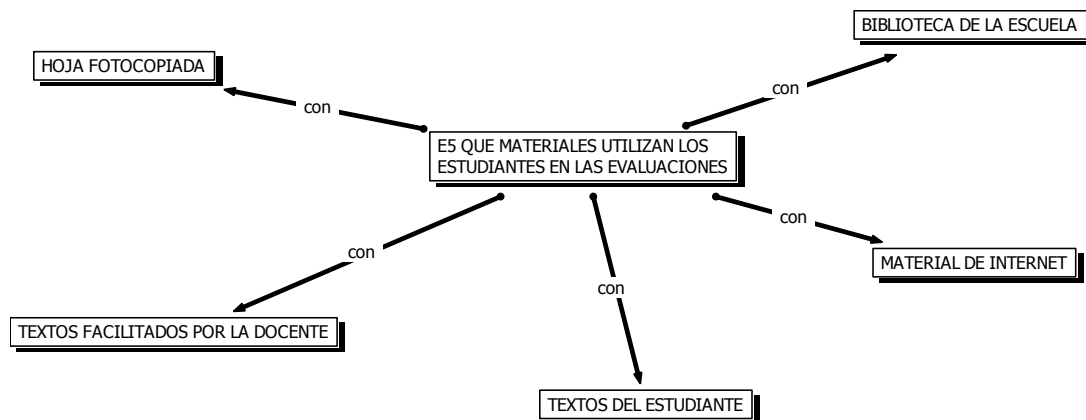 BIBLIOTECA DE LA ESCUELA
HOJA FOTOCOPIADA
con
con
E5 QUE MATERIALES UTILIZAN LOS
ESTUDIANTES EN LAS EVALUACIONES
con
con
con
MATERIAL DE INTERNET
TEXTOS FACILITADOS POR LA DOCENTE
TEXTOS DEL ESTUDIANTE